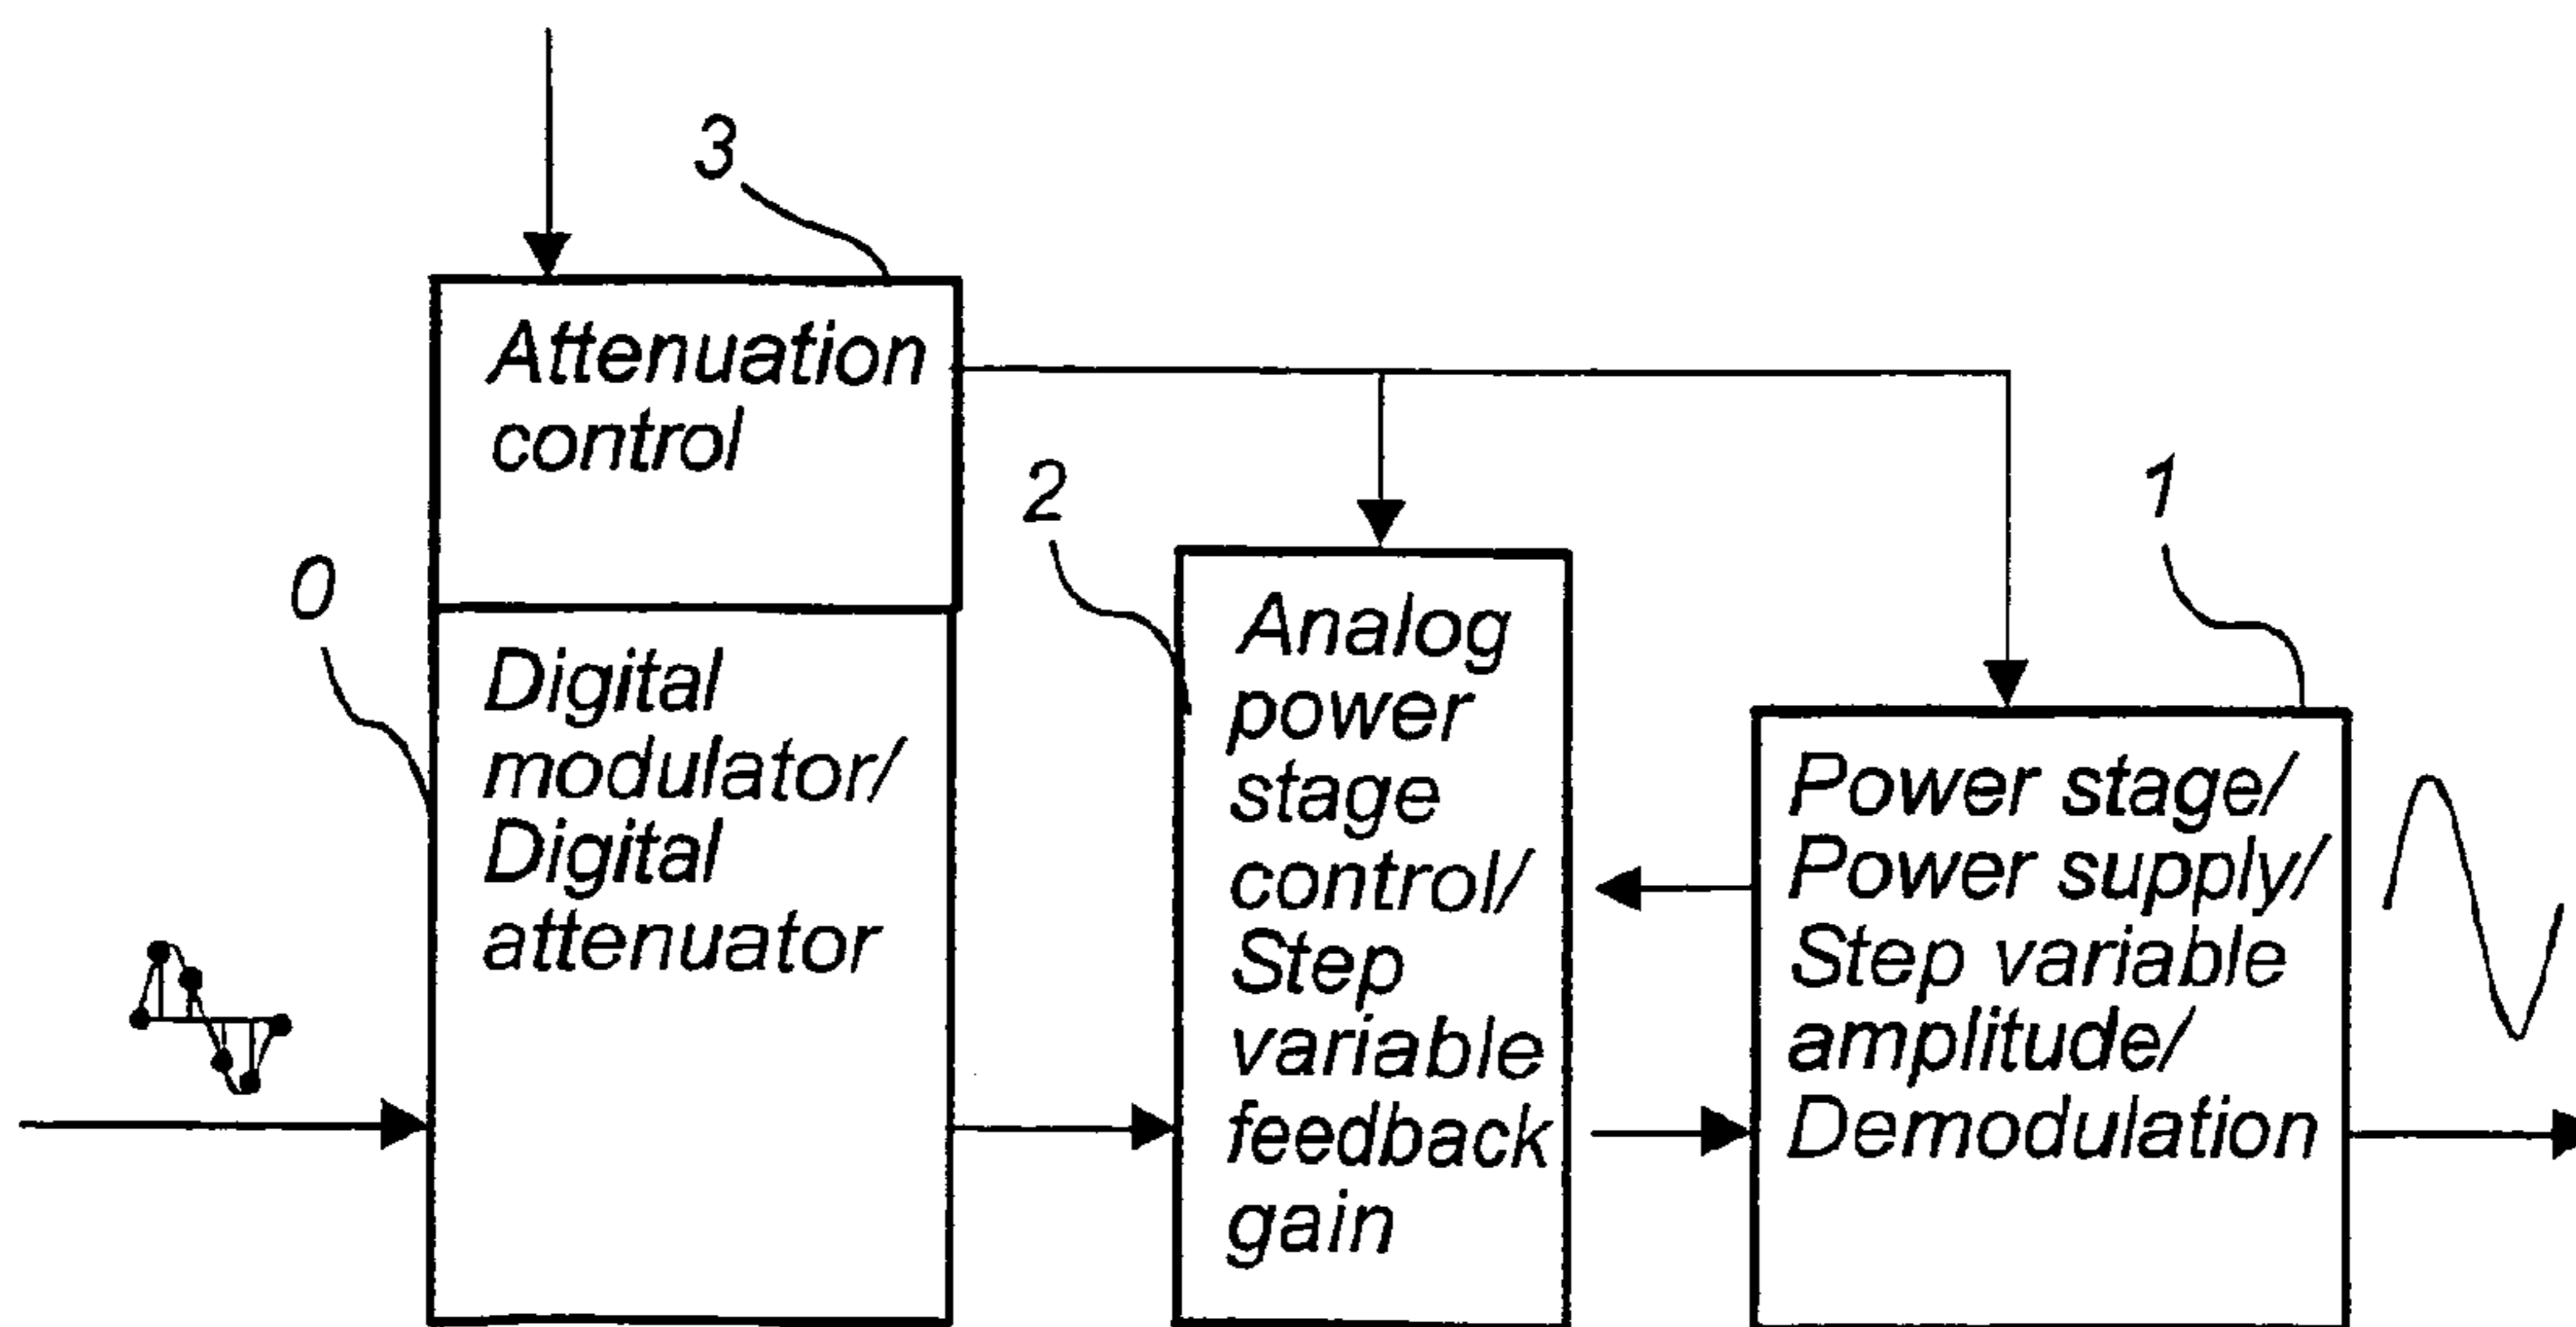 3
Attenuation
control
0
Digital
modulator/
Digital
attenuator
2
Analog
power
stage
control/
Step
variable
feedback
gain
1
Power stage/
Power supply/
Step variable
amplitude/
Demodulation